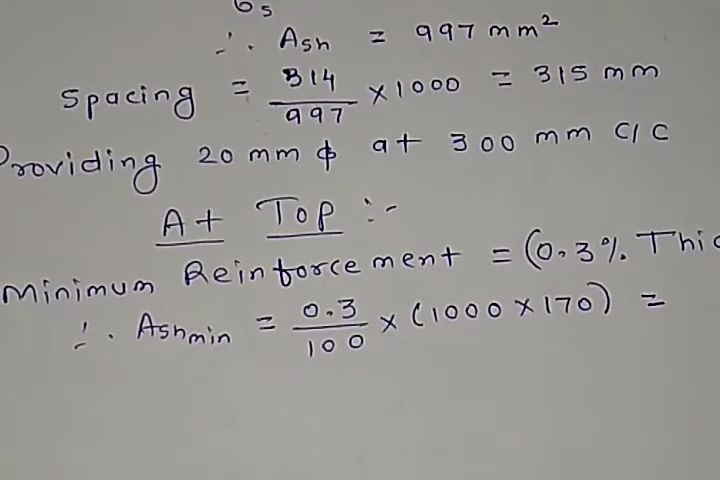 σs
∴ Ash = 997 mm²
Spacing = 314/997 × 1000 = 315 mm
Providing 20 mm ϕ at 300 mm C/C
At Top :-
Minimum Reinforcement = (0.3% Thic
∴ Ashmin = 0.3/100 × (1000 × 170) =